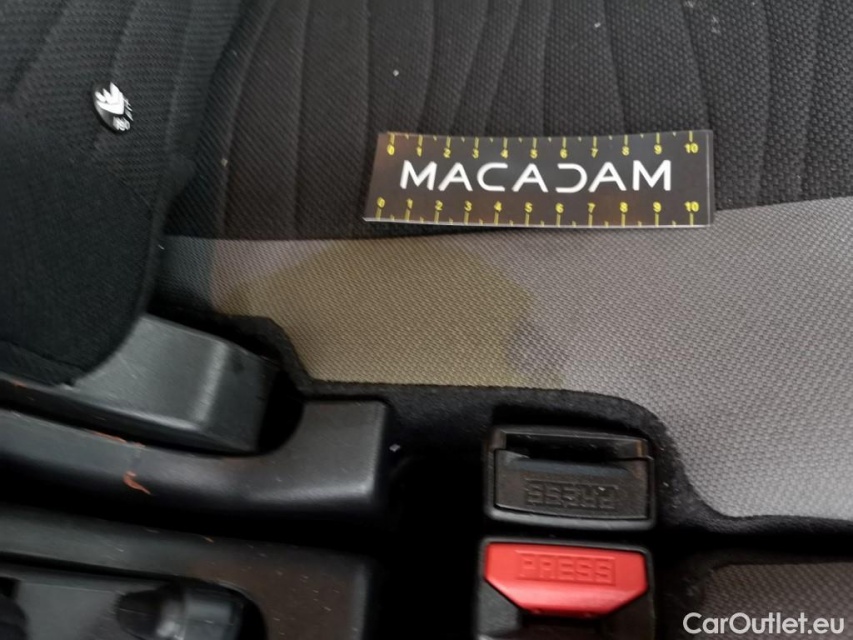 0 1 2 3 4 5 6 7 8 9 10
MACADAM
0 1 2 3 4 5 6 7 8 9 10
PRESS
PRESS
CarOutlet.eu